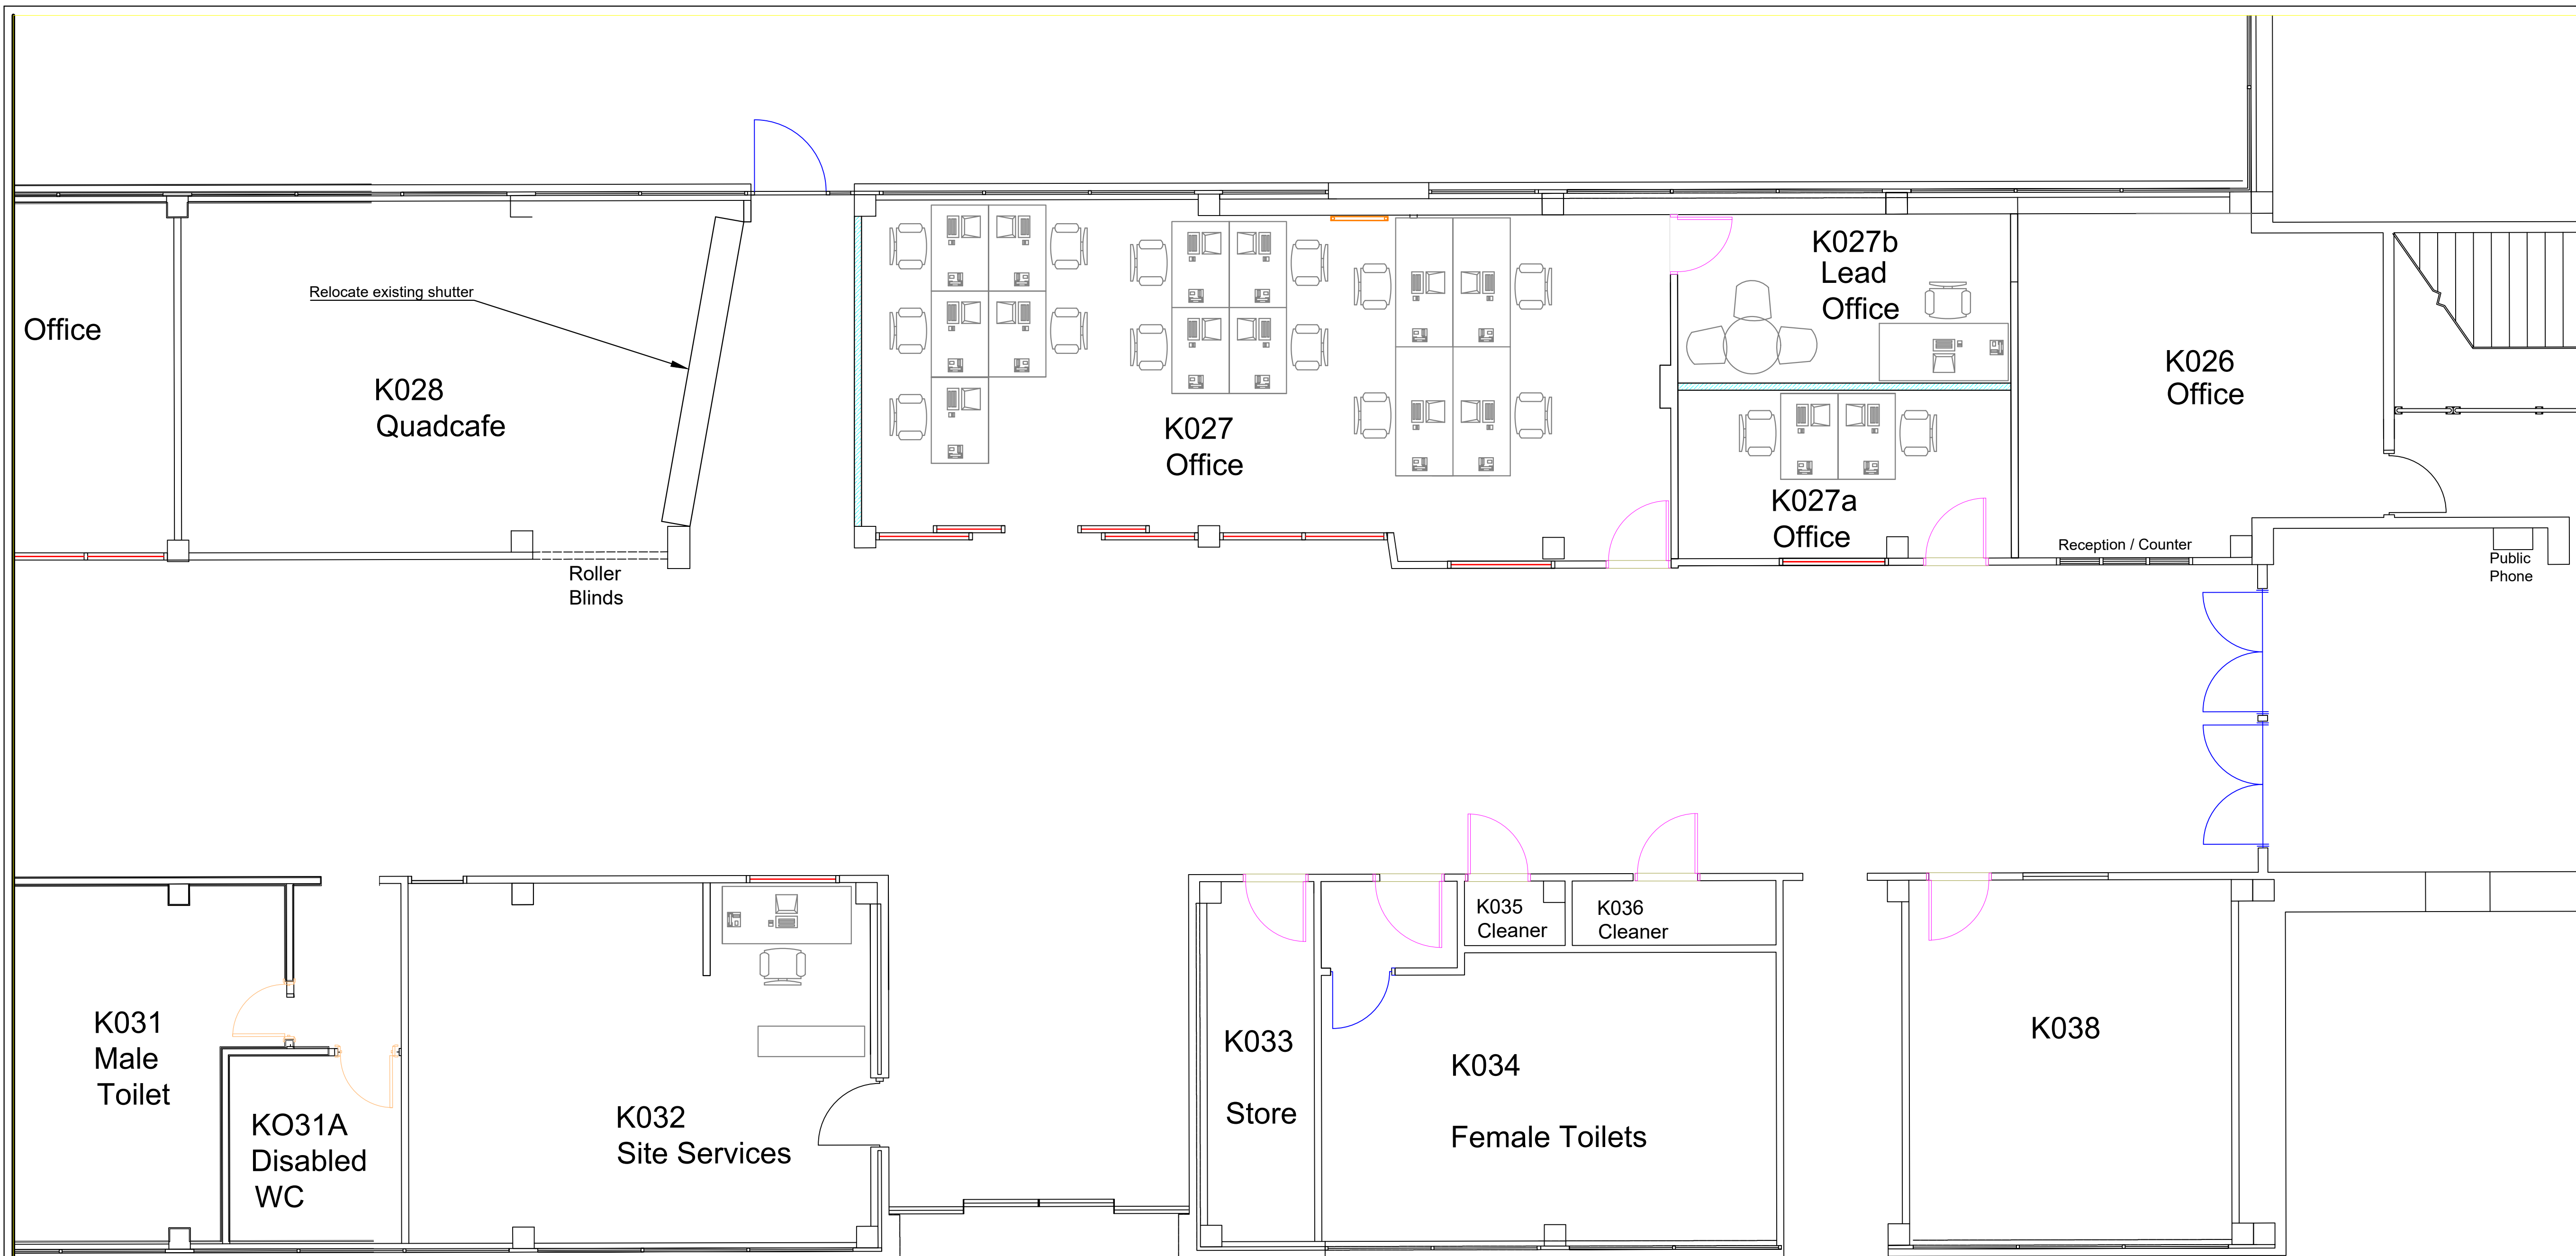 K027b
Lead
Office
Relocate existing shutter
Office
K028
Quadcafe
K026
Office
K027
Office
K027a
Office
Reception / Counter
Public
Phone
Roller
Blinds
K035
Cleaner
K036
Cleaner
K031
Male
Toilet
KO31A
Disabled
WC
K032
Site Services
K033
Store
K034
Female Toilets
K038